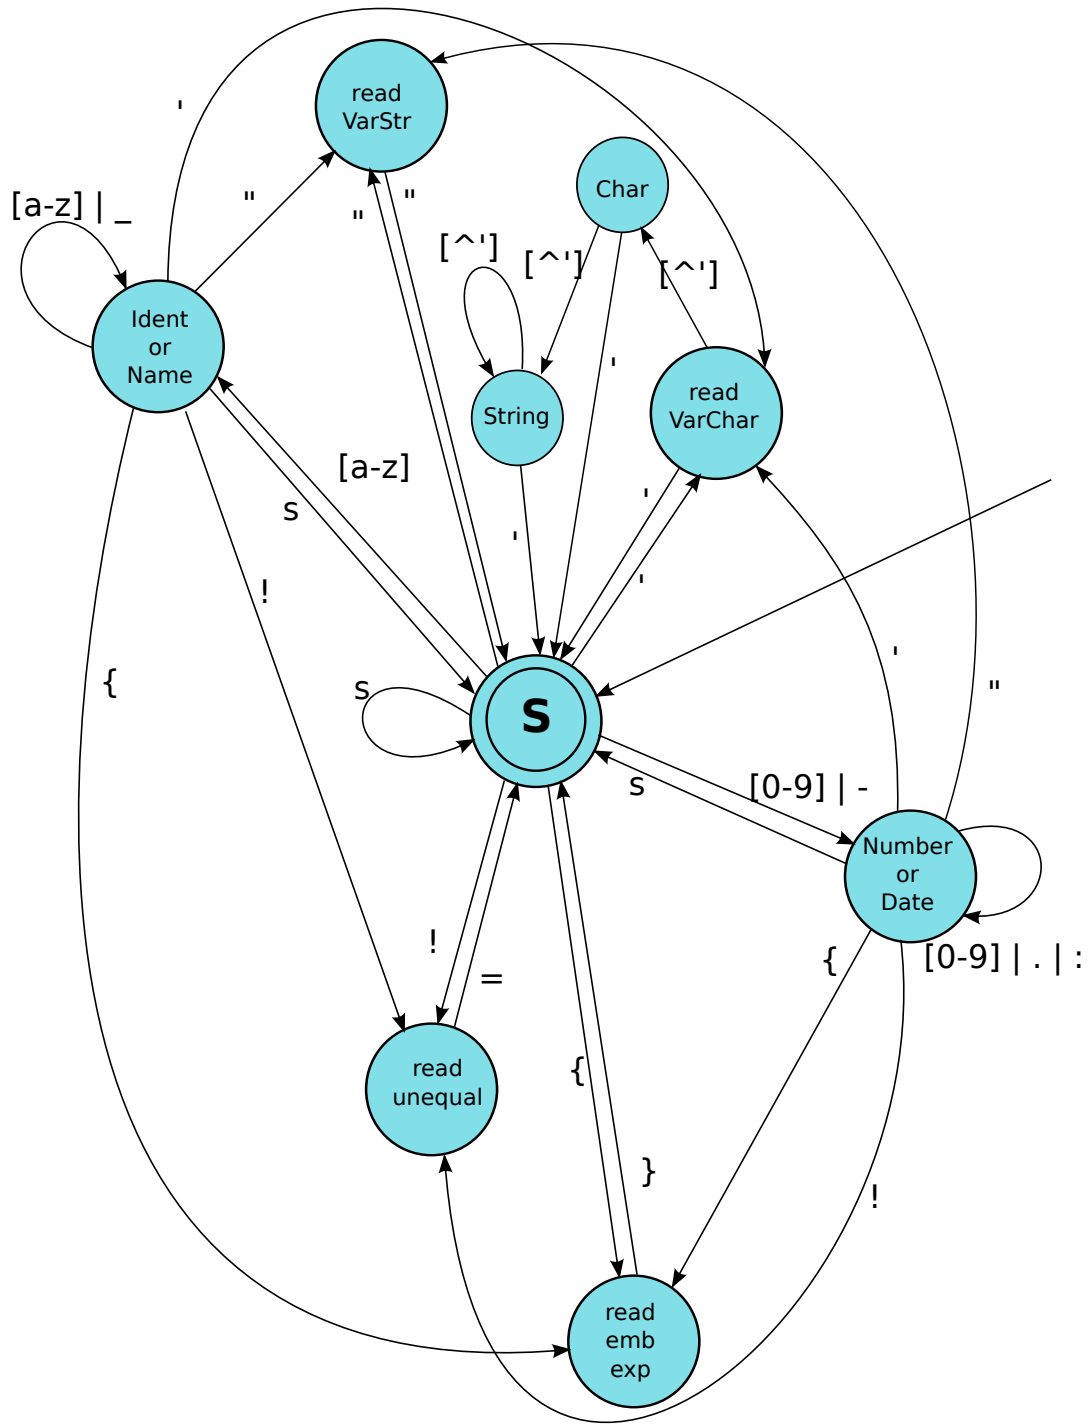 '
read
VarStr
Char
[a-z] | _
"
"
"
[^']
[^']
[^']
Ident
or
Name
'
read
VarChar
String
[a-z]
s
'
'
'
!
'
{
s
S
"
s
[0-9] | -
Number
or
Date
!
=
{
[0-9] | . | :
read
unequal
{
}
!
read
emb
exp